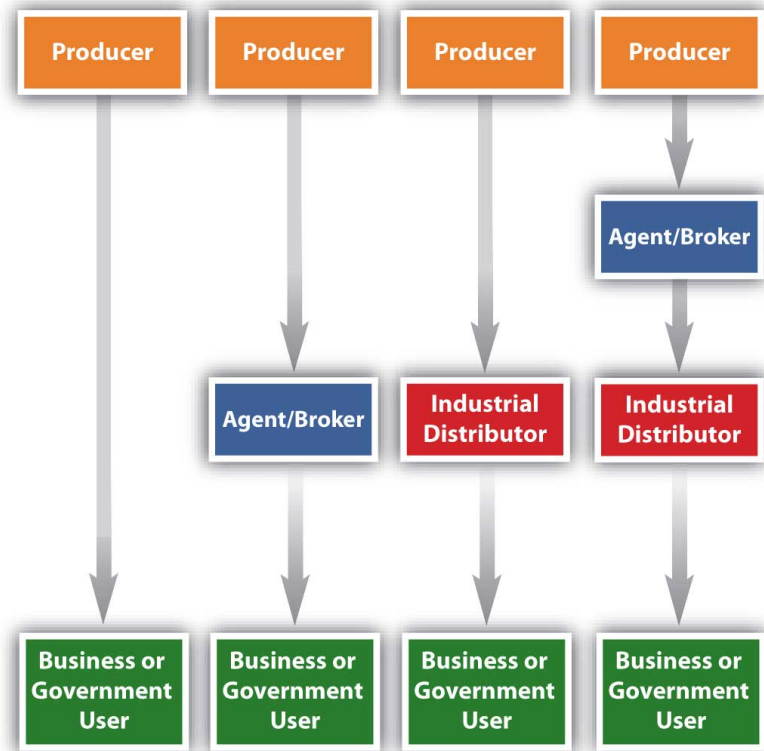 Producer
Producer
Producer
Producer
Agent/Broker
Agent/Broker
Industrial
Distributor
Industrial
Distributor
Business or
Government
User
Business or
Government
User
Business or
Government
User
Business or
Government
User